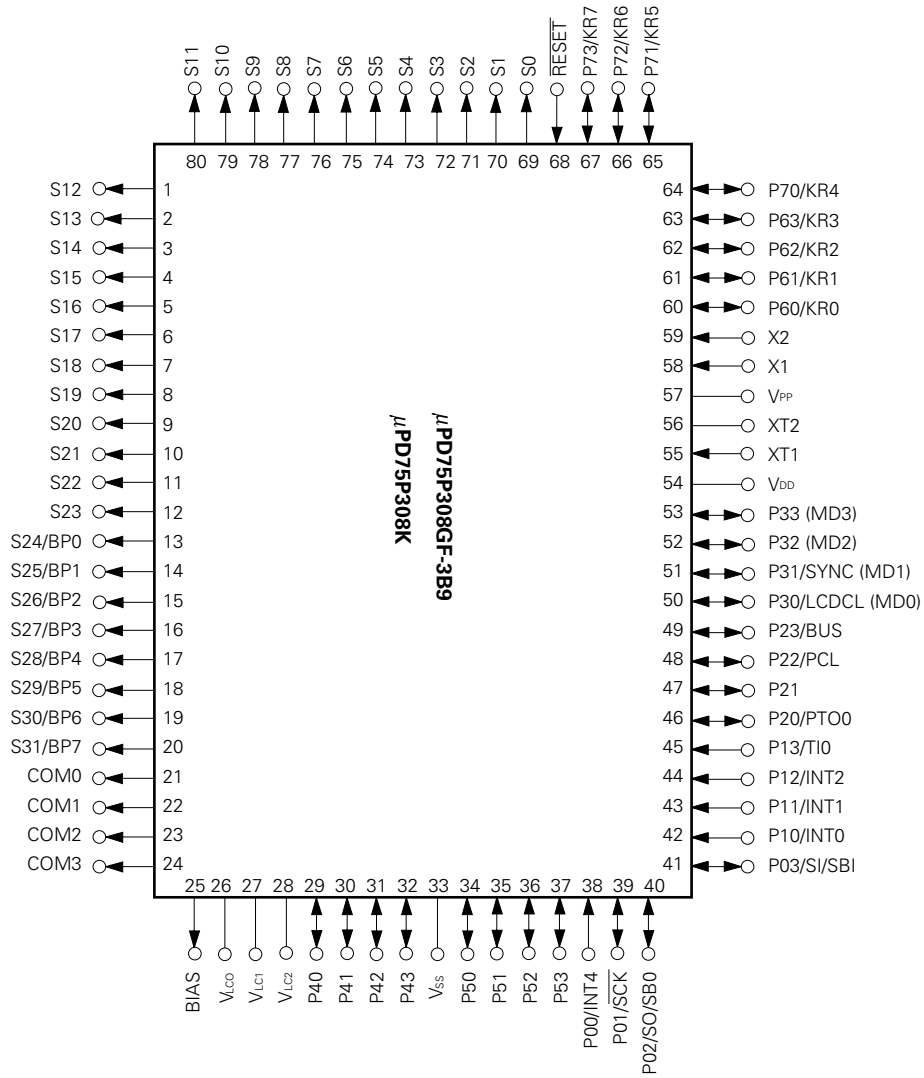 S11 S10 S9 S8 S7 S6 S5 S4 S3 S2 S1 S0 RESET P73/KR7 P72/KR6 P71/KR5
80 79 78 77 76 75 74 73 72 71 70 69 68 67 66 65
S12 1 64 P70/KR4
S13 2 63 P63/KR3
S14 3 62 P62/KR2
S15 4 61 P61/KR1
S16 5 60 P60/KR0
S17 6 59 X2
S18 7 58 X1
S19 8 57 VPP
S20 9 56 XT2
S21 10 55 XT1
S22 11 54 VDD
S23 12 53 P33 (MD3)
S24/BP0 13 52 P32 (MD2)
S25/BP1 14 51 P31/SYNC (MD1)
S26/BP2 15 50 P30/LCDCL (MD0)
S27/BP3 16 49 P23/BUS
S28/BP4 17 48 P22/PCL
S29/BP5 18 47 P21
S30/BP6 19 46 P20/PTO0
S31/BP7 20 45 P13/TI0
COM0 21 44 P12/INT2
COM1 22 43 P11/INT1
COM2 23 42 P10/INT0
COM3 24 41 P03/SI/SBI
μPD75P308GF-3B9
μPD75P308K
25 26 27 28 29 30 31 32 33 34 35 36 37 38 39 40
BIAS VLC0 VLC1 VLC2 P40 P41 P42 P43 VSS P50 P51 P52 P53 P00/INT4 P01/SCK P02/SO/SB0